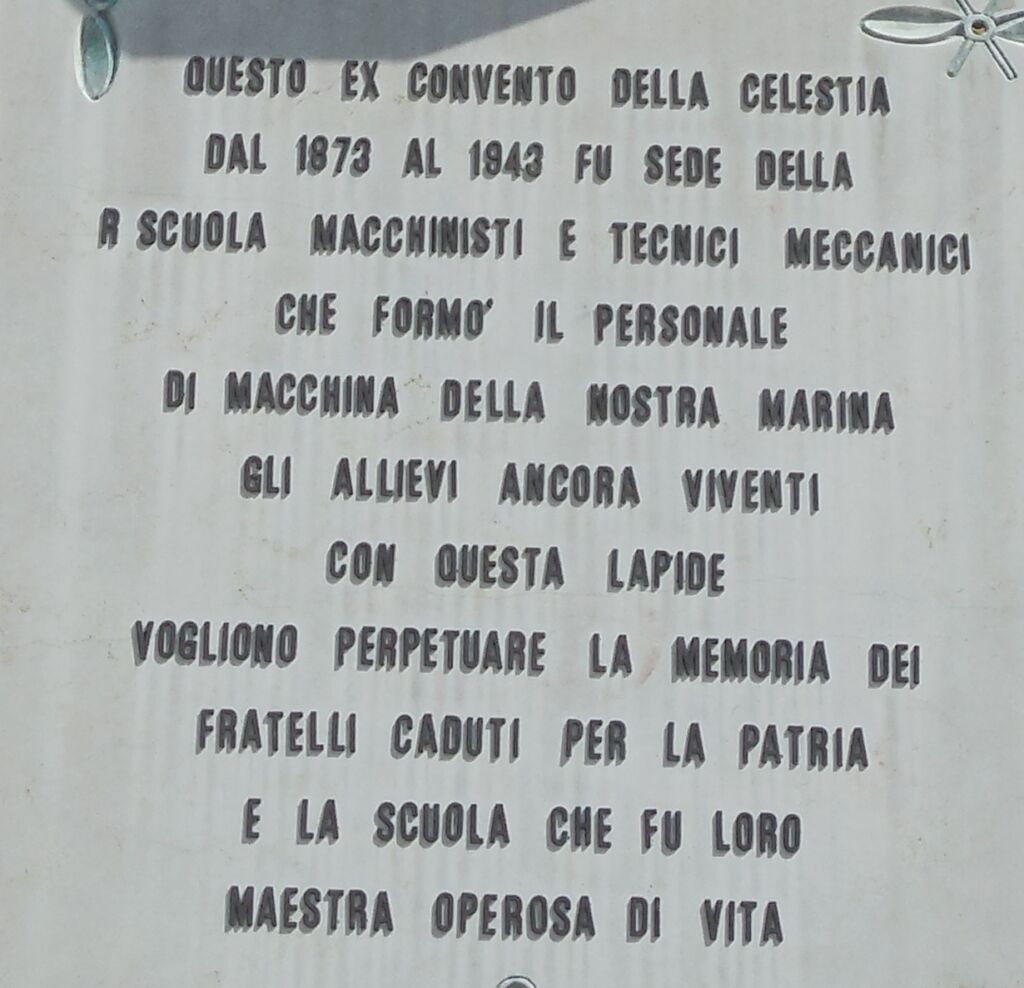 QUESTO EX CONVENTO DELLA CELESTIA
DAL 1873 AL 1943 FU SEDE DELLA
R SCUOLA MACCHINISTI E TECNICI MECCANICI
CHE FORMO' IL PERSONALE
DI MACCHINA DELLA NOSTRA MARINA
GLI ALLIEVI ANCORA VIVENTI
CON QUESTA LAPIDE
VOGLIONO PERPETUARE LA MEMORIA DEI
FRATELLI CADUTI PER LA PATRIA
E LA SCUOLA CHE FU LORO
MAESTRA OPEROSA DI VITA